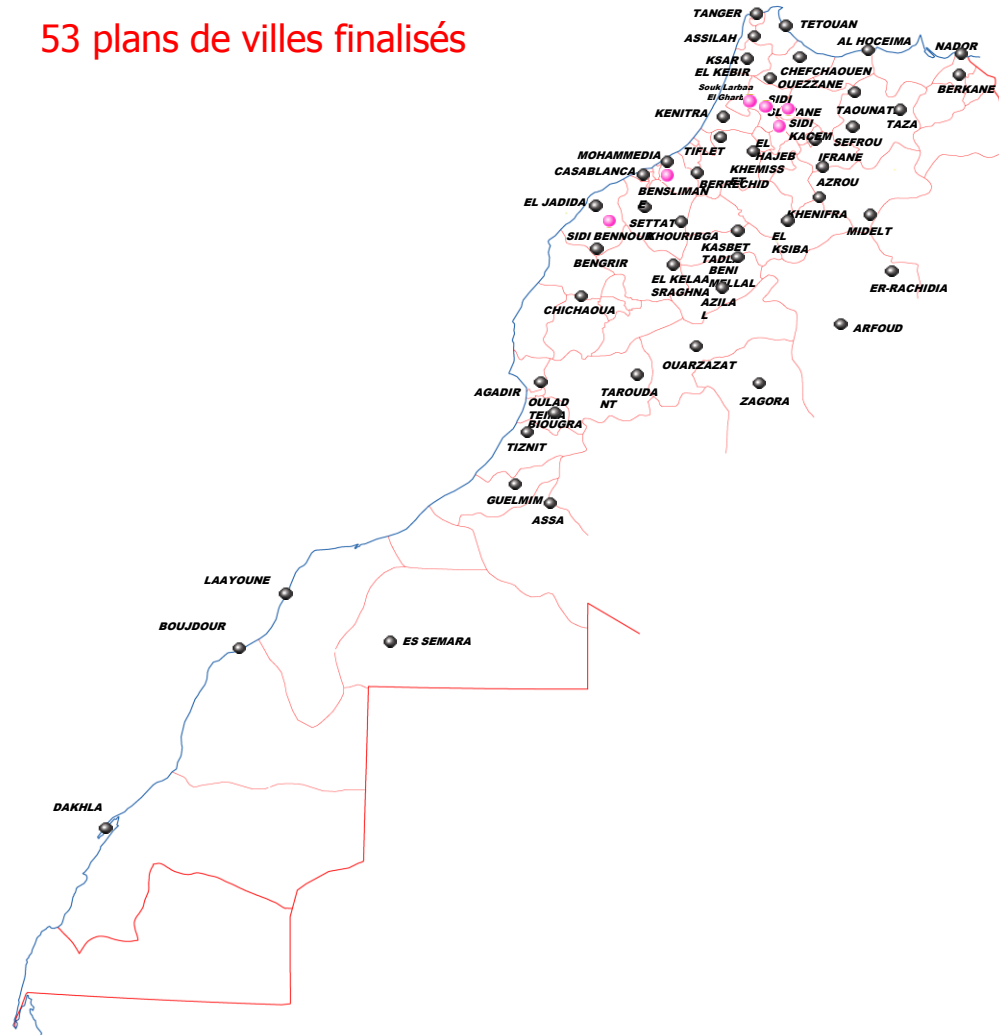 53 plans de villes finalisés
TANGER
TETOUAN
ASSILAH
AL HOCEIMA
NADOR
KSAR
EL KEBIR
CHEFCHAOUEN
OUEZZANE
BERKANE
Souk Larbaa
El Gharb
SIDI
KENITRA
TAOUNAT
TAZA
SIDI
KACEM
SEFROU
TIFLET
EL
HAJEB
IFRANE
MOHAMMEDIA
CASABLANCA
KHEMISS
ET
BERRECHID
AZROU
BENSLIMAN
E
EL JADIDA
SETTAT
KHENIFRA
MIDELT
SIDI BENNOUR
KHOURIBGA
EL
KSIBA
KASBET
TADLA
BENGRIR
BENI
MELLAL
EL KELAA
SRAGHNA
ER-RACHIDIA
AZILA
L
CHICHAOUA
ARFOUD
OUARZAZAT
AGADIR
TAROUDA
NT
ZAGORA
OULAD
TEIMA
BIOUGRA
TIZNIT
GUELMIM
ASSA
LAAYOUNE
BOUJDOUR
ES SEMARA
DAKHLA